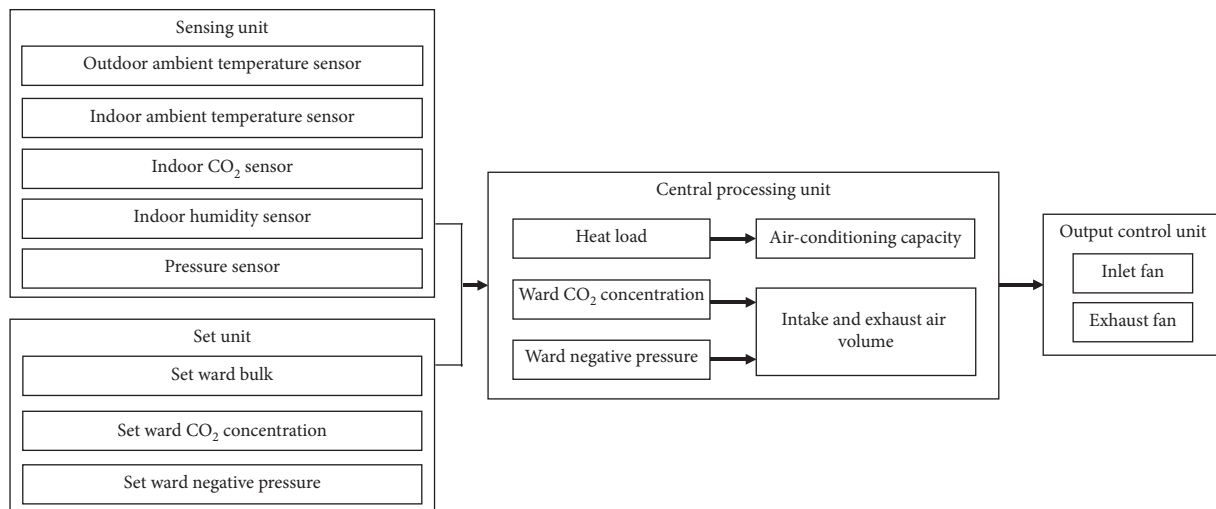 Sensing unit
Outdoor ambient temperature sensor
Indoor ambient temperature sensor
Indoor CO₂ sensor
Indoor humidity sensor
Pressure sensor
Set unit
Set ward bulk
Set ward CO₂ concentration
Set ward negative pressure
Central processing unit
Heat load
Air-conditioning capacity
Ward CO₂ concentration
Ward negative pressure
Intake and exhaust air
volume
Output control unit
Inlet fan
Exhaust fan